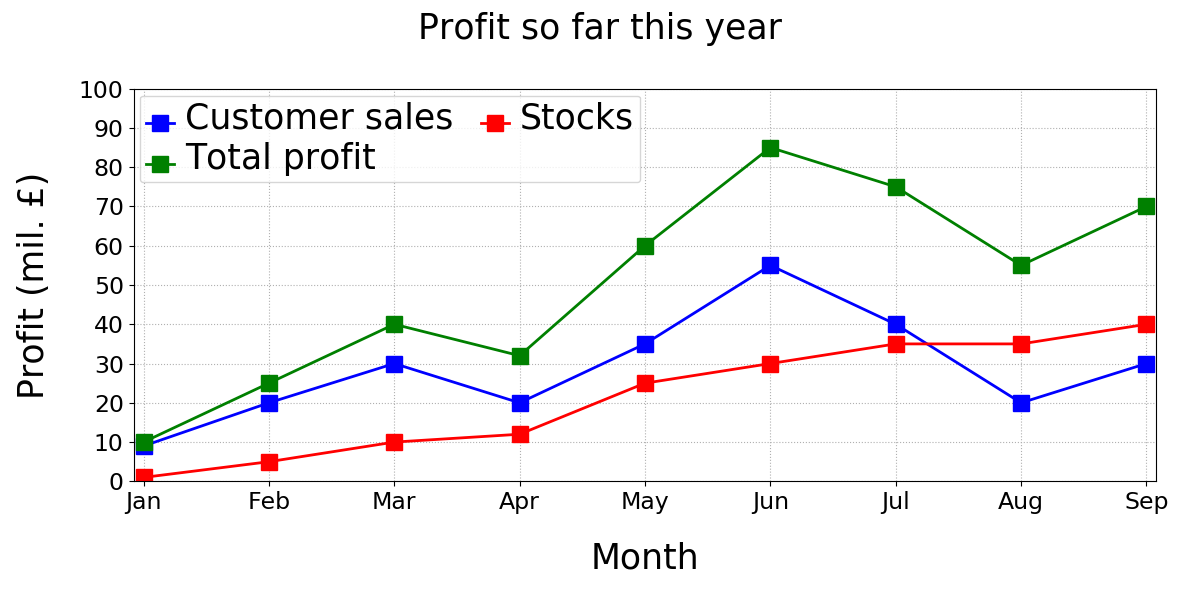 Profit so far this year
Profit (mil. £)
100
90
80
70
60
50
40
30
20
10
0
Customer sales Stocks
Total profit
Jan Feb Mar Apr May Jun Jul Aug Sep
Month